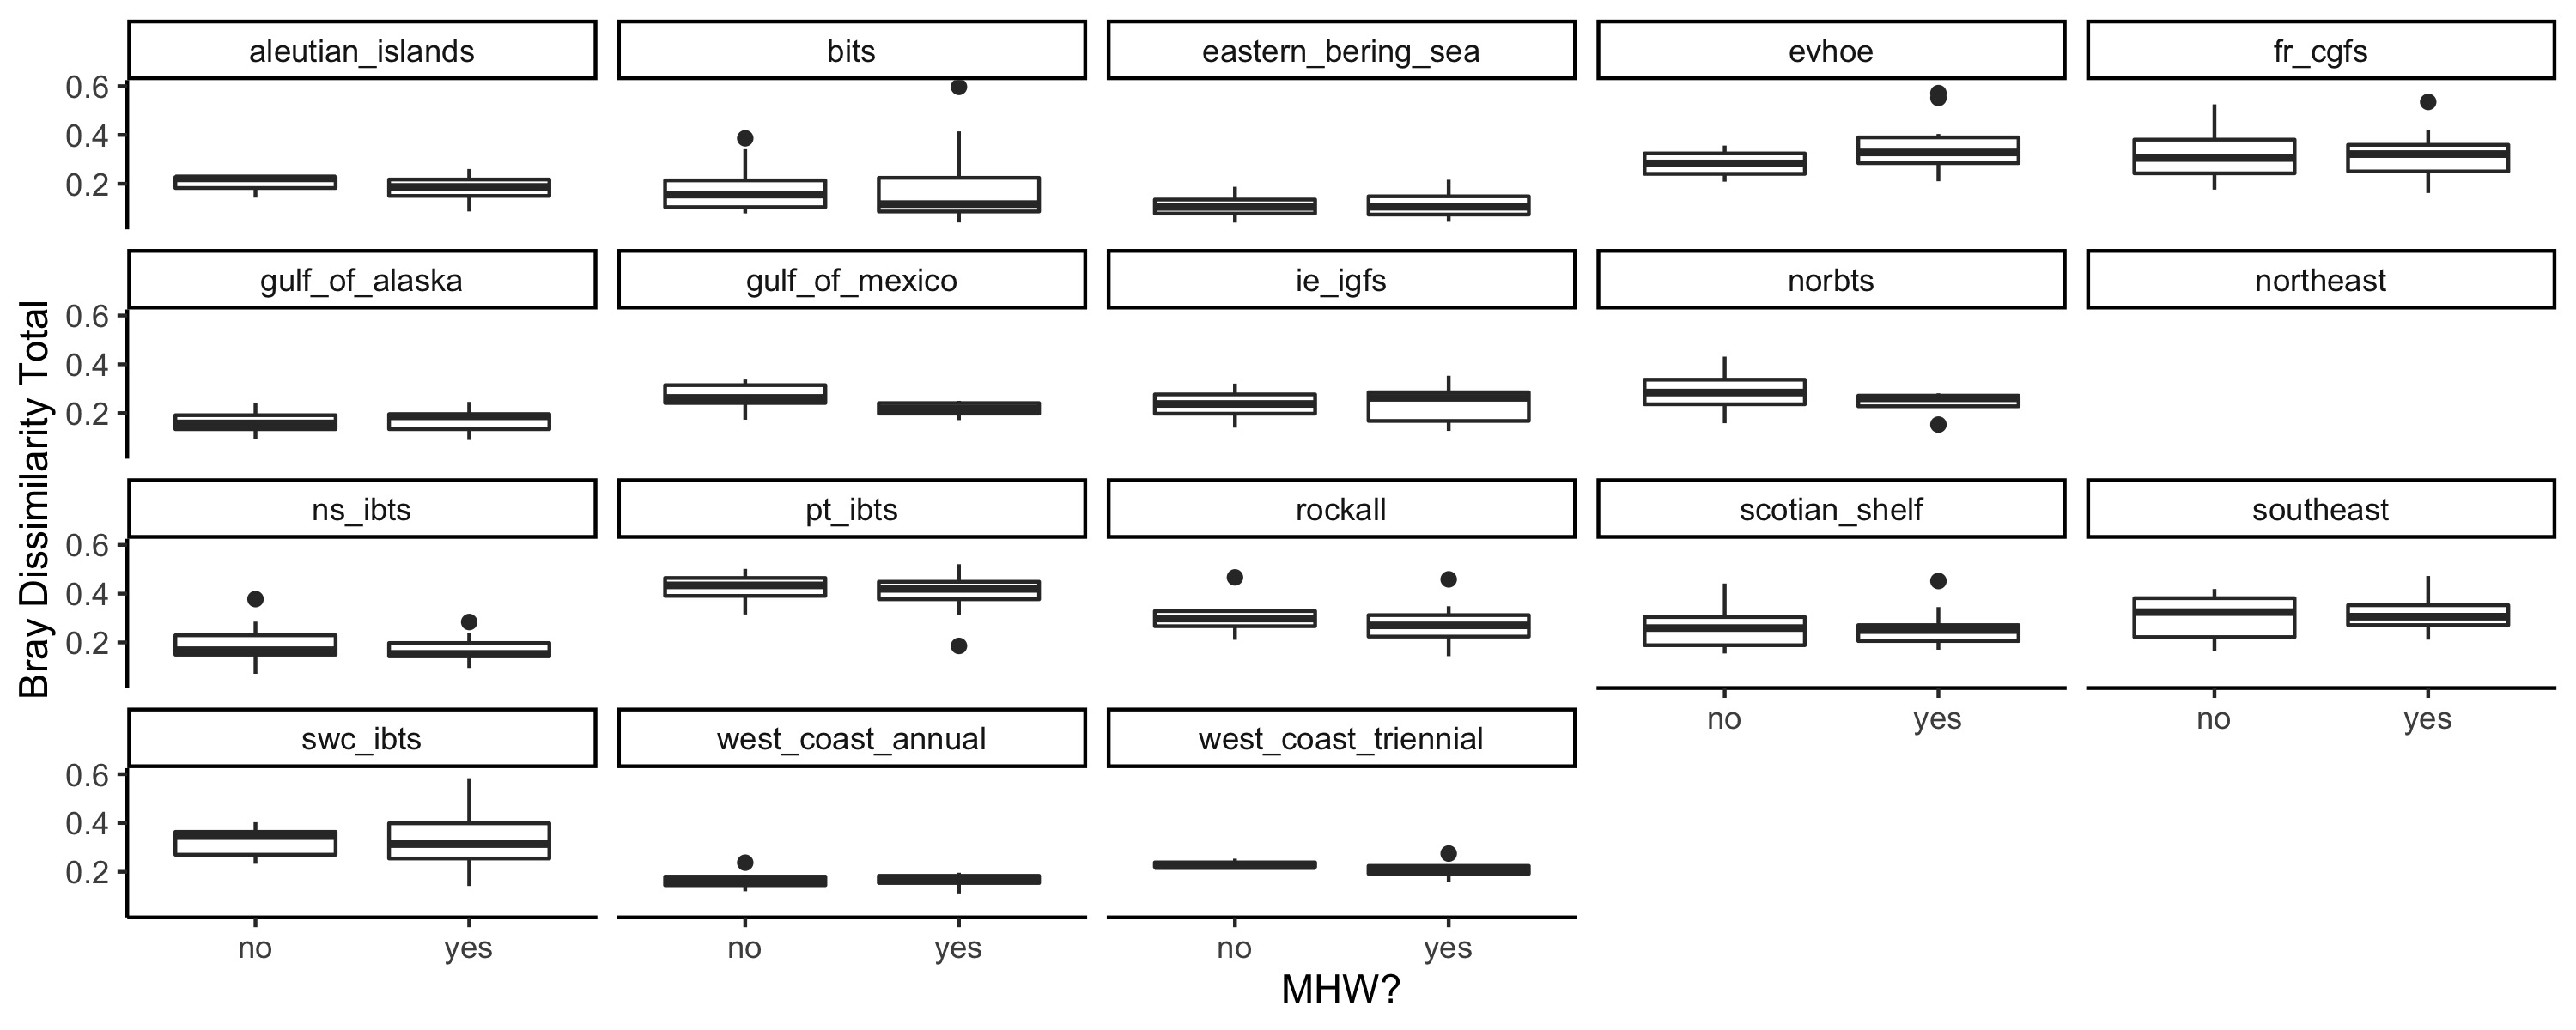 aleutian_islands bits eastern_bering_sea evhoe fr_cgfs
0.6
0.4
0.2
gulf_of_alaska gulf_of_mexico ie_igfs norbts northeast
0.6
0.4
0.2
Bray Dissimilarity Total
ns_ibts pt_ibts rockall scotian_shelf southeast
0.6
0.4
0.2
no yes no yes
swc_ibts west_coast_annual west_coast_triennial
0.6
0.4
0.2
no yes no yes no yes
MHW?